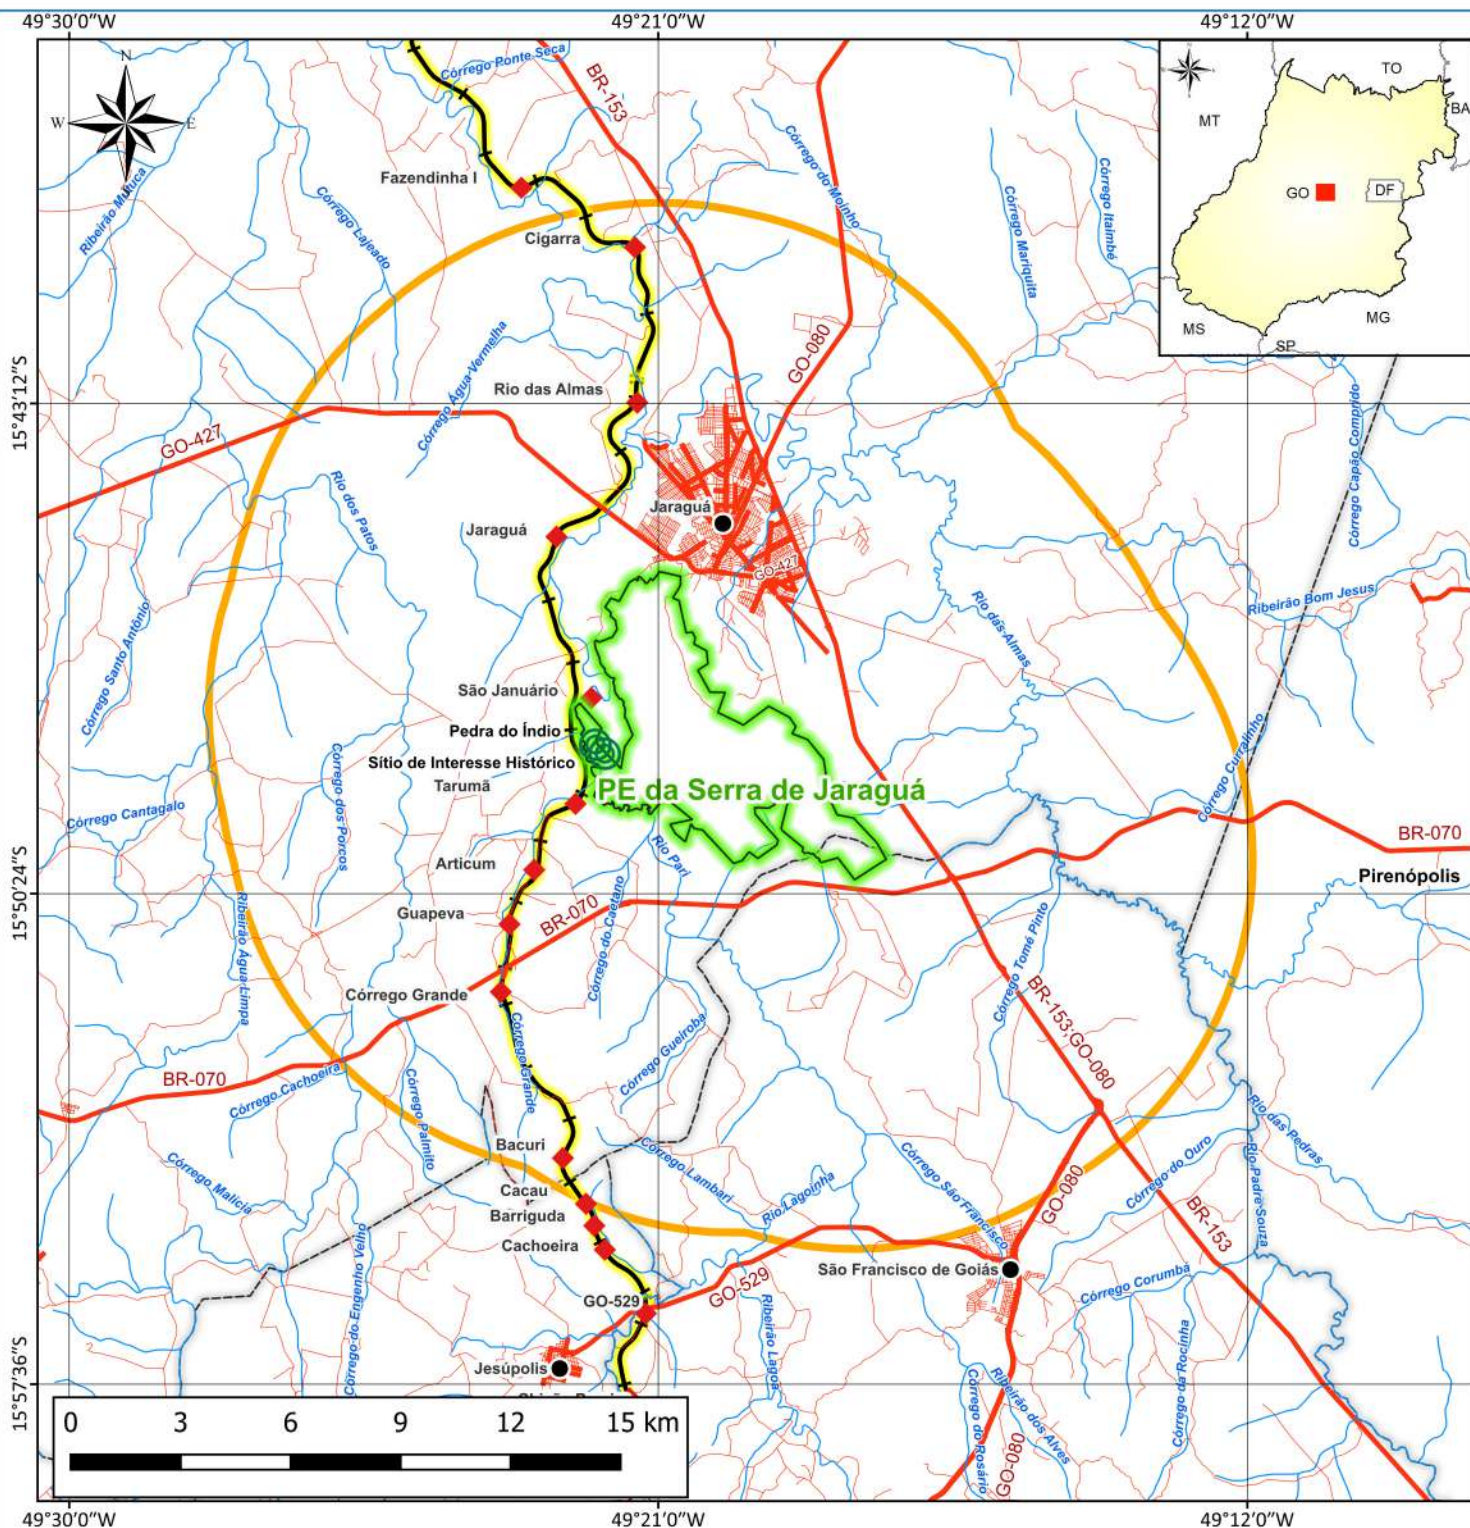 49°30'0"W
49°21'0"W
49°12'0"W
Córrego Ponte Seca
BR-153
TO
BA
MT
N
W
E
GO
DF
MS
MG
SP
Córrego do Moinho
Córrego Itaimbé
Córrego Mariquita
Ribeirão Mutuca
Fazendinha I
Córrego Lajeado
Cigarra
GO-080
Córrego Água Vermelha
Rio das Almas
15°43'12"S
GO-427
Córrego Capão Comprido
Rio dos Patos
Jaraguá
Jaraguá
GO-427
Ribeirão Bom Jesus
Rio das Almas
Córrego Santo Antônio
São Januário
Pedra do Índio
Sítio de Interesse Histórico
Tarumã
PE da Serra de Jaraguá
Córrego Curralinho
Córrego dos Porcos
Córrego Cantagalo
BR-070
Rio Pari
Articum
Pirenópolis
15°50'24"S
Guapeva
BR-070
Córrego do Caetano
Ribeirão Água Limpa
Córrego Tomé Pinto
Córrego Grande
BR-153;GO-080
Córrego Grande
Córrego Gueiroba
BR-070
Córrego Cachoeira
Córrego Palmito
Rio das Pedras
Bacuri
Córrego Malícia
Córrego Lambari
Córrego São Francisco
Córrego do Ouro
Rio Padre Souza
Cacau
Rio Lagoinha
GO-080
BR-153
Barriguda
Cachoeira
São Francisco de Goiás
Córrego do Engenho Velho
GO-529
GO-529
Córrego Corumbá
Ribeirão Lagoa
Córrego da Rocinha
Jesúpolis
15°57'36"S
Córrego do Rosário
Ribeirão dos Alves
GO-080
0 3 6 9 12 15 km
49°30'0"W
49°21'0"W
49°12'0"W